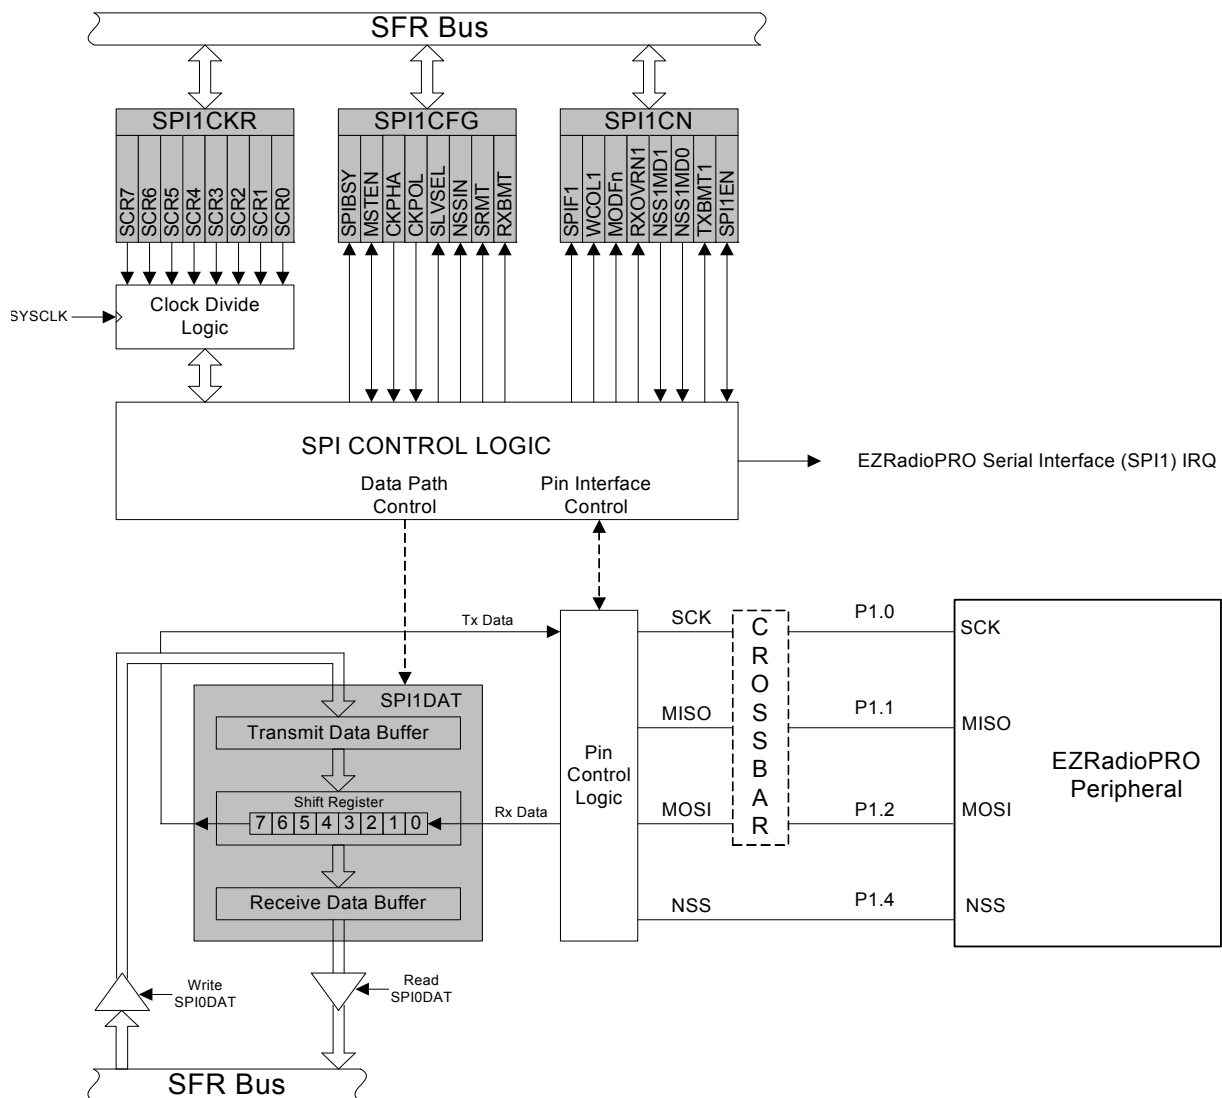 SFR Bus
SPI1CKR
SPI1CFG
SPI1CN
SCR7
SCR6
SCR5
SCR4
SCR3
SCR2
SCR1
SCR0
SPIBSY
MSTEN
CKPHA
CKPOL
SLVSEL
NSSIN
SRMT
RXBMT
SPIF1
WCOL1
MODFn
RXOVRN1
NSS1MD1
NSS1MD0
TXBMT1
SPI1EN
SYSCLK
Clock Divide
Logic
SPI CONTROL LOGIC
Data Path
Control
Pin Interface
Control
EZRadioPRO Serial Interface (SPI1) IRQ
Tx Data
SCK
C
R
O
S
S
B
A
R
P1.0
SCK
SPI1DAT
Transmit Data Buffer
MISO
P1.1
MISO
Pin
Control
Logic
EZRadioPRO
Peripheral
Shift Register
7 6 5 4 3 2 1 0
Rx Data
MOSI
P1.2
MOSI
Receive Data Buffer
NSS
P1.4
NSS
Write
SPI0DAT
Read
SPI0DAT
SFR Bus